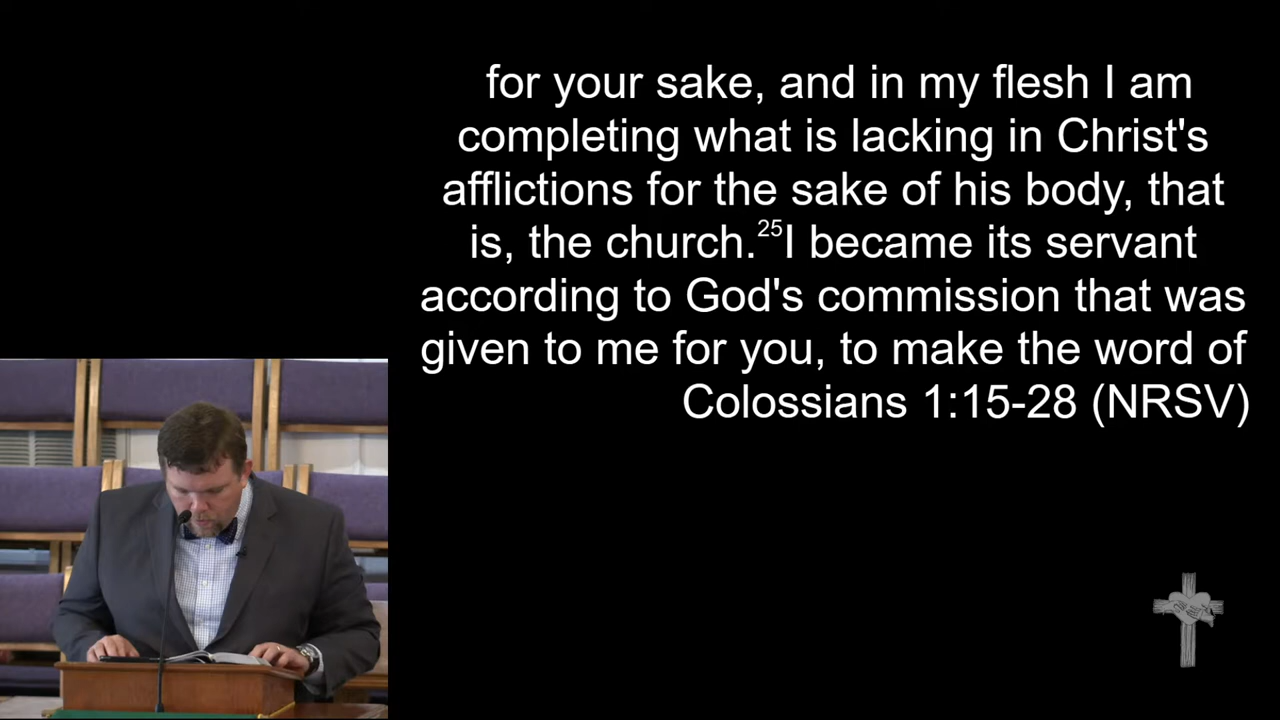 for your sake, and in my flesh I am
completing what is lacking in Christ's
afflictions for the sake of his body, that
is, the church.²⁵I became its servant
according to God's commission that was
given to me for you, to make the word of
Colossians 1:15-28 (NRSV)